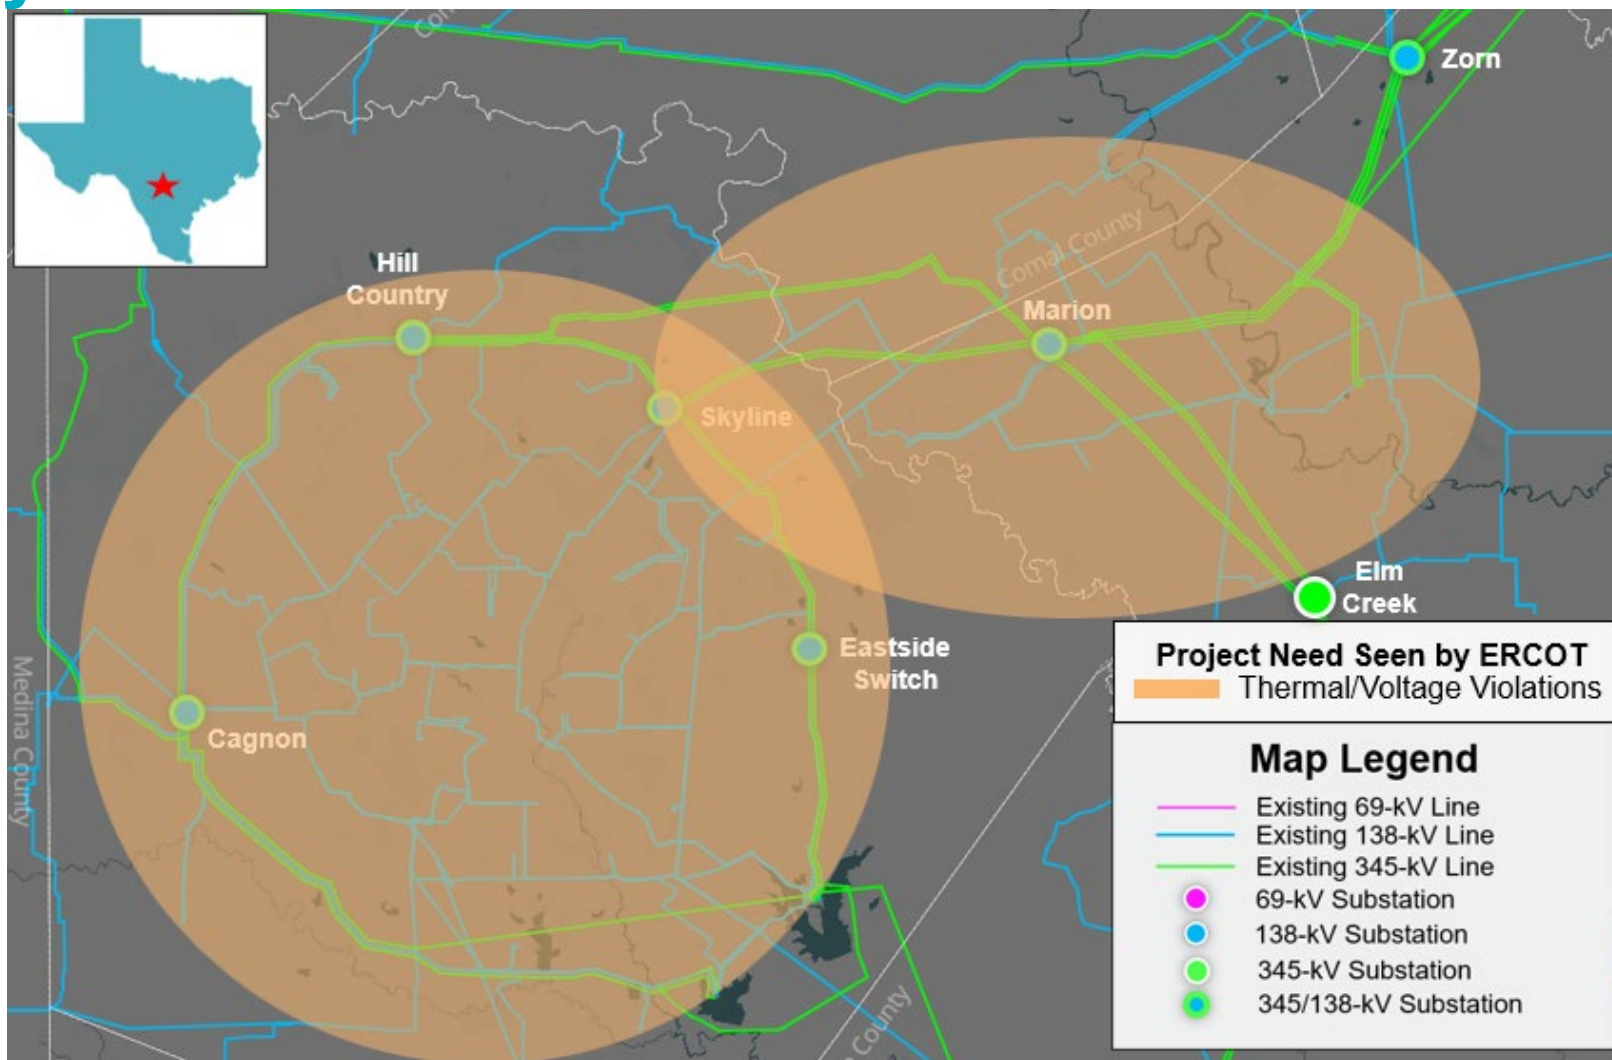 Com
Zorn
Hill
Country
Comal County
Marion
Skyline
Elm
Creek
Eastside
Switch
Medina County
Cagnon
County
Project Need Seen by ERCOT
Thermal/Voltage Violations
Map Legend
Existing 69-kV Line
Existing 138-kV Line
Existing 345-kV Line
69-kV Substation
138-kV Substation
345-kV Substation
345/138-kV Substation